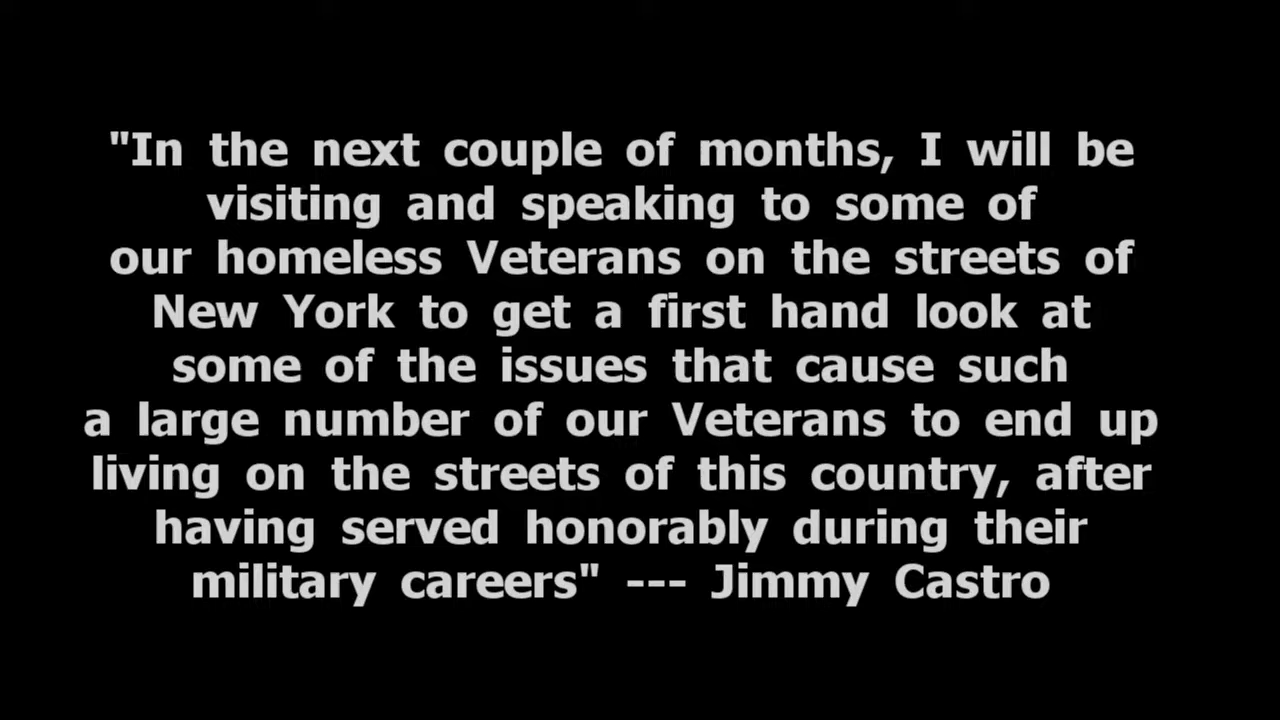 "In the next couple of months, I will be
visiting and speaking to some of
our homeless Veterans on the streets of
New York to get a first hand look at
some of the issues that cause such
a large number of our Veterans to end up
living on the streets of this country, after
having served honorably during their
military careers" --- Jimmy Castro